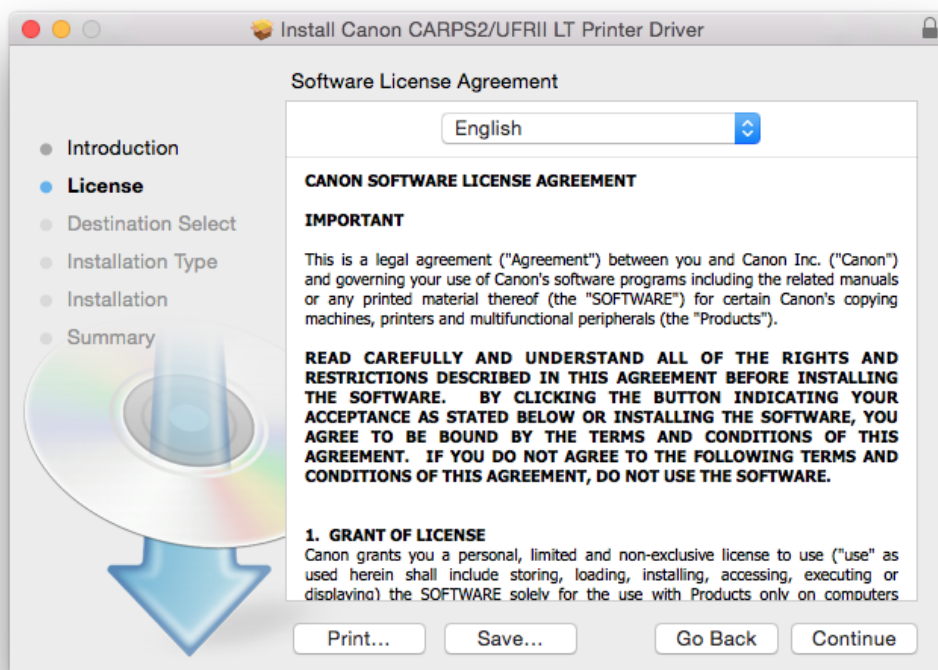 Install Canon CARPS2/UFRII LT Printer Driver
Software License Agreement
Introduction
License
Destination Select
Installation Type
Installation
Summary
English
CANON SOFTWARE LICENSE AGREEMENT
IMPORTANT
This is a legal agreement ("Agreement") between you and Canon Inc. ("Canon")
and governing your use of Canon's software programs including the related manuals
or any printed material thereof (the "SOFTWARE") for certain Canon's copying
machines, printers and multifunctional peripherals (the "Products").
READ CAREFULLY AND UNDERSTAND ALL OF THE RIGHTS AND
RESTRICTIONS DESCRIBED IN THIS AGREEMENT BEFORE INSTALLING
THE SOFTWARE. BY CLICKING THE BUTTON INDICATING YOUR
ACCEPTANCE AS STATED BELOW OR INSTALLING THE SOFTWARE, YOU
AGREE TO BE BOUND BY THE TERMS AND CONDITIONS OF THIS
AGREEMENT. IF YOU DO NOT AGREE TO THE FOLLOWING TERMS AND
CONDITIONS OF THIS AGREEMENT, DO NOT USE THE SOFTWARE.
1. GRANT OF LICENSE
Canon grants you a personal, limited and non-exclusive license to use ("use" as
used herein shall include storing, loading, installing, accessing, executing or
displaying) the SOFTWARE solely for the use with Products only on computers
Print...
Save...
Go Back
Continue